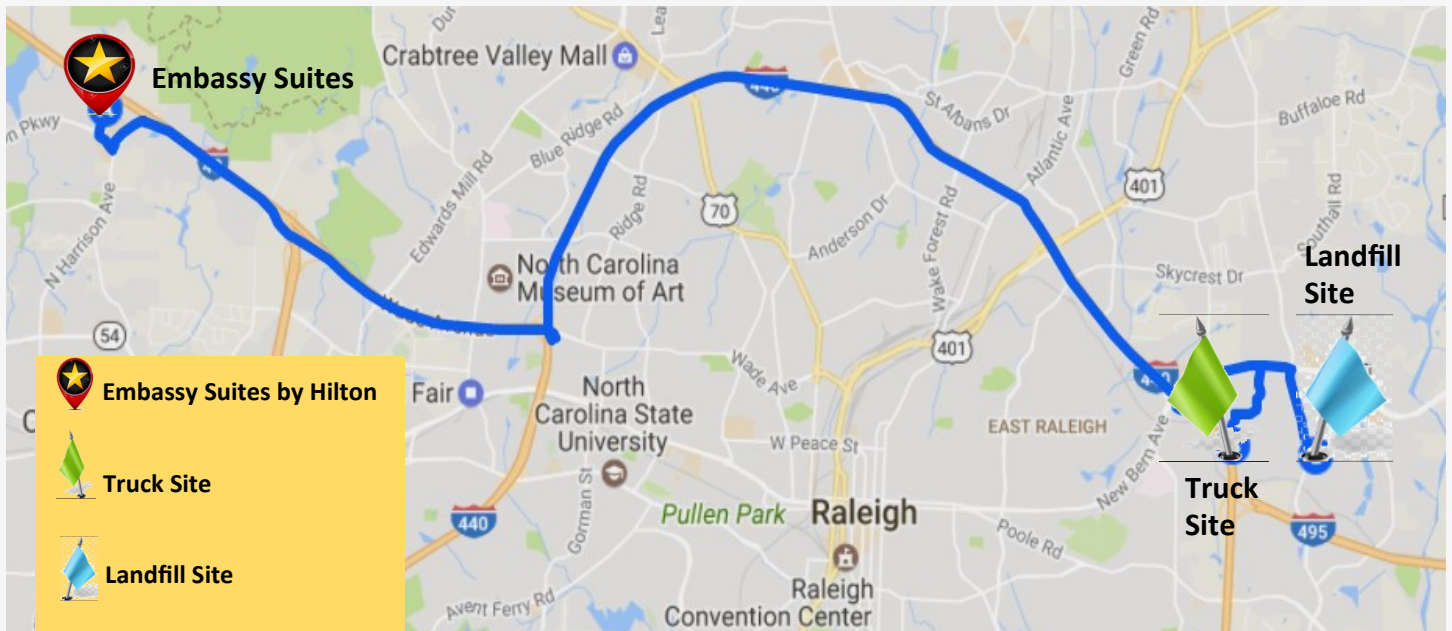 Embassy Suites
Crabtree Valley Mall
Blue Ridge Rd
Edwards Mill Rd
Ridge Rd
N Harrison Ave
Pkwy
54
North Carolina
Museum of Art
70
St Albans Dr
Green Rd
Atlantic Ave
401
Buffaloe Rd
Anderson Dr
Wake Forest Rd
Southall Rd
Skycrest Dr
Landfill
Site
Wade Avenue
Wade Ave
401
Fair
North
Carolina State
University
W Peace St
EAST RALEIGH
New Bern Ave
Truck
Site
440
Gorman St
Pullen Park
Raleigh
Poole Rd
495
Avent Ferry Rd
Raleigh
Convention Center
Embassy Suites by Hilton
Truck Site
Landfill Site